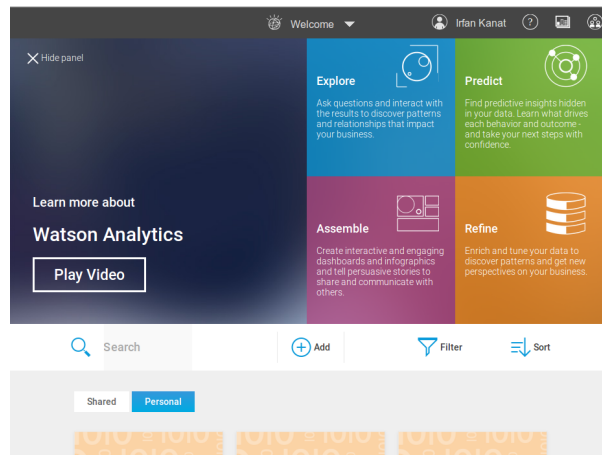 Welcome
Irfan Kanat
?
Hide panel
Learn more about
Watson Analytics
Play Video
Explore
Ask questions and interact with
the results to discover patterns
and relationships that impact
your business.
Predict
Find predictive insights hidden
in your data. Learn what drives
each behavior and outcome -
and take your next steps with
confidence.
Assemble
Create interactive and engaging
dashboards and infographics
and tell persuasive stories to
share and communicate with
others.
Refine
Enrich and tune your data to
discover patterns and get new
perspectives on your business.
Search
Add
Filter
Sort
Shared
Personal